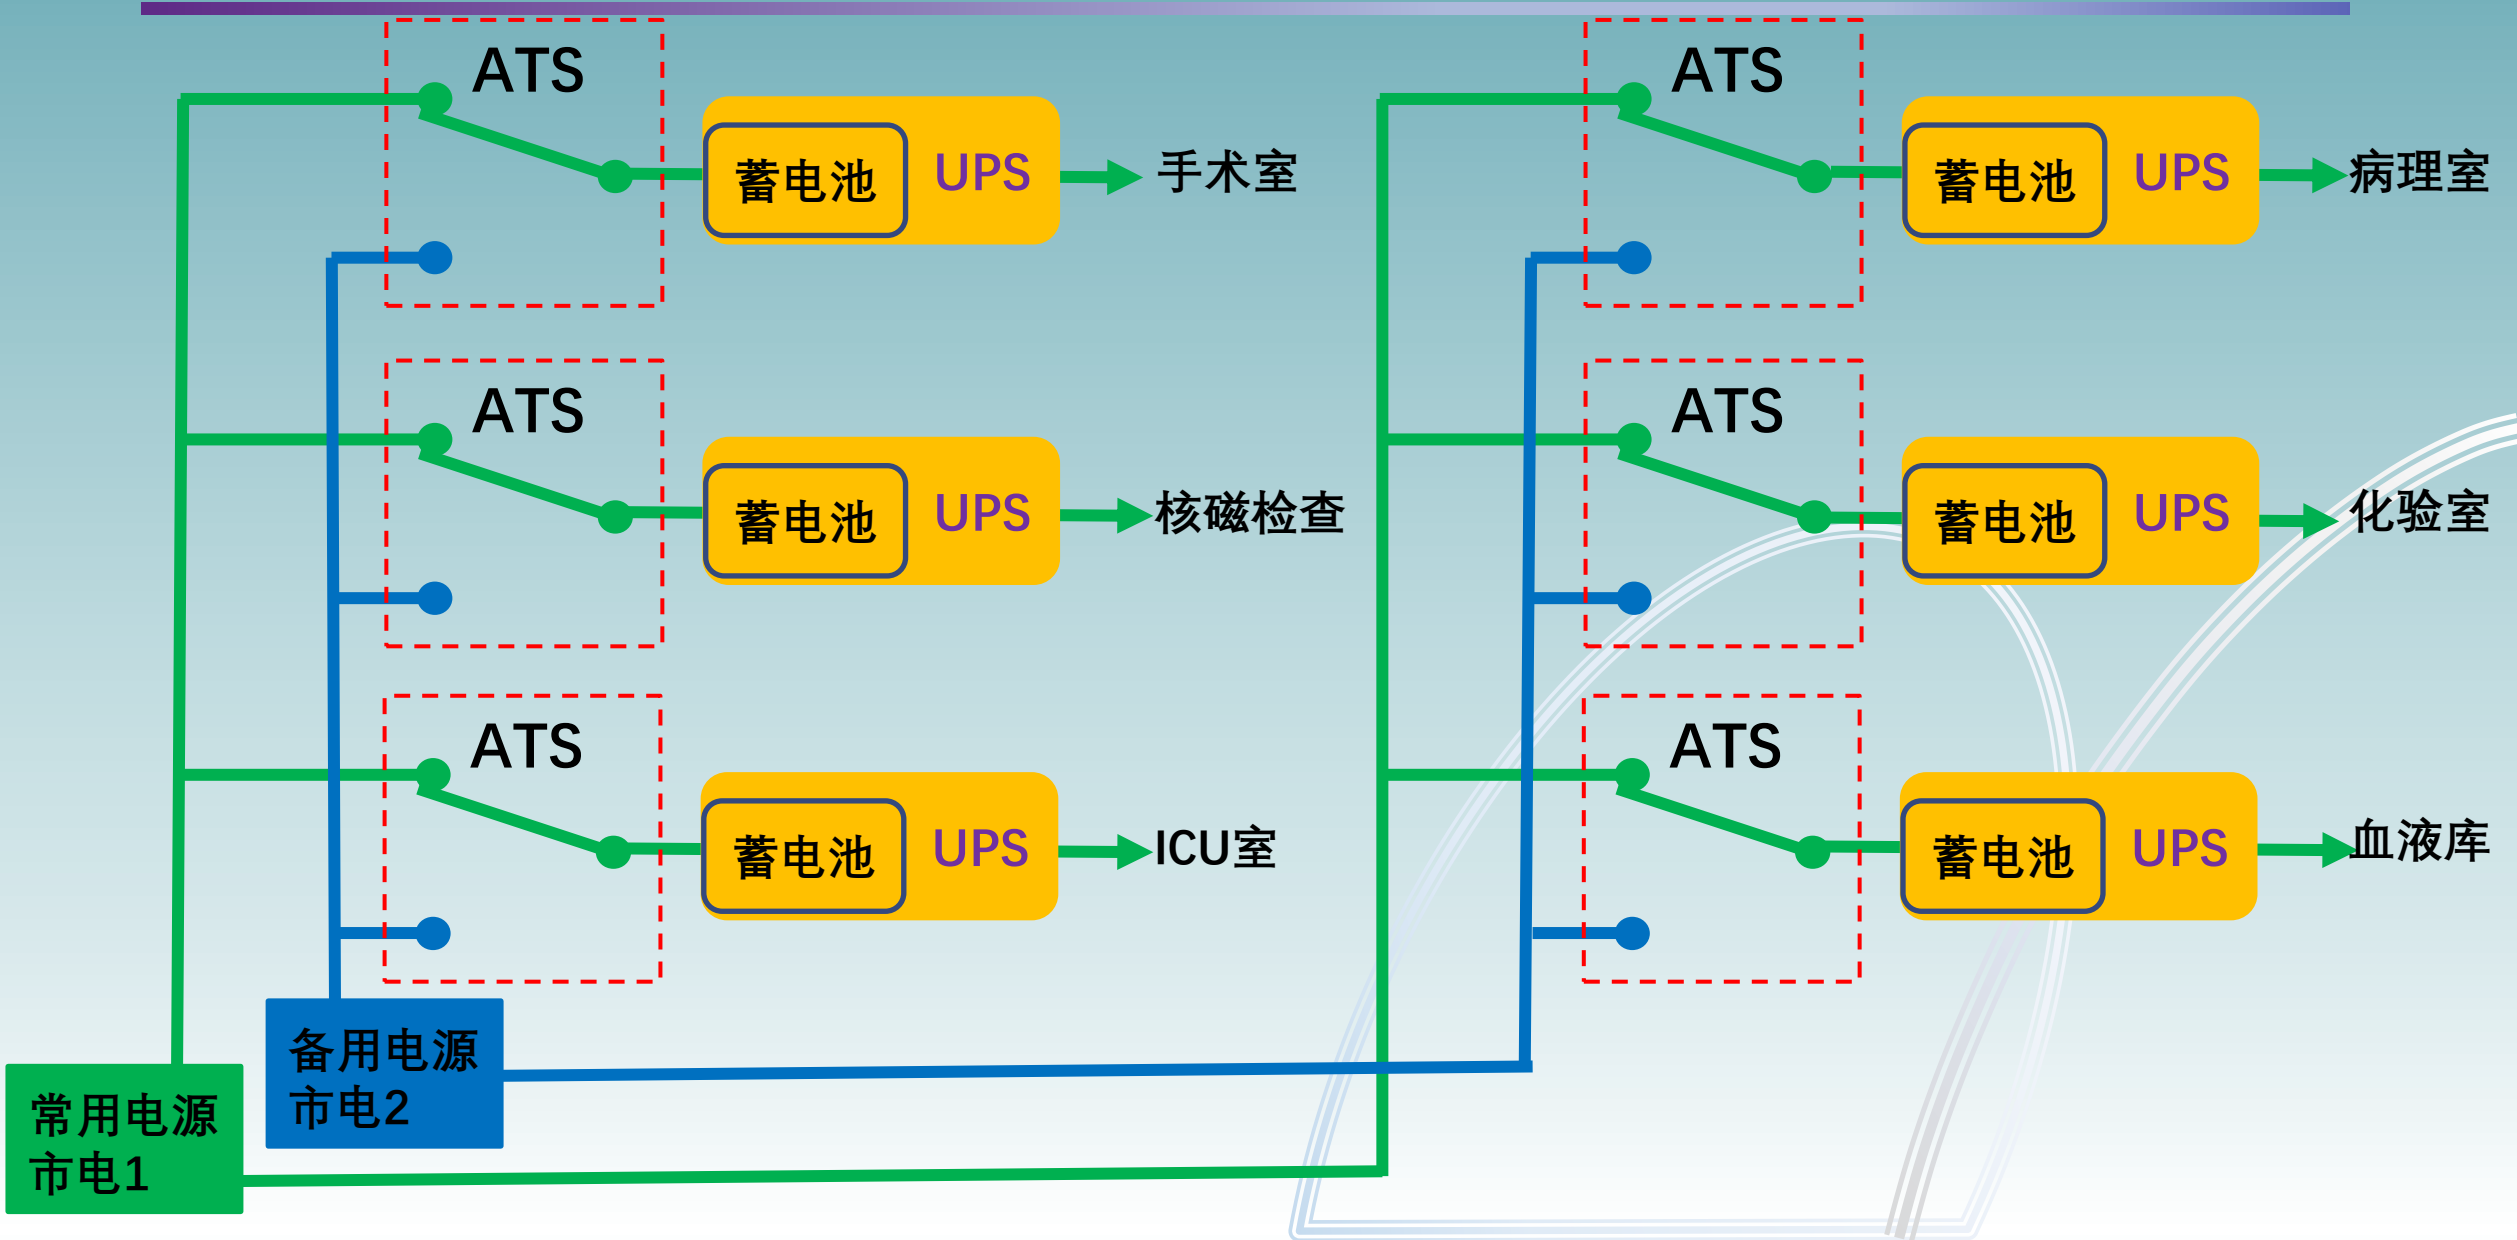 ATS
蓄电池
UPS
手术室
ATS
蓄电池
UPS
病理室
ATS
蓄电池
UPS
核磁检查
ATS
蓄电池
UPS
化验室
ATS
蓄电池
UPS
ICU室
ATS
蓄电池
UPS
血液库
备用电源
市电2
常用电源
市电1